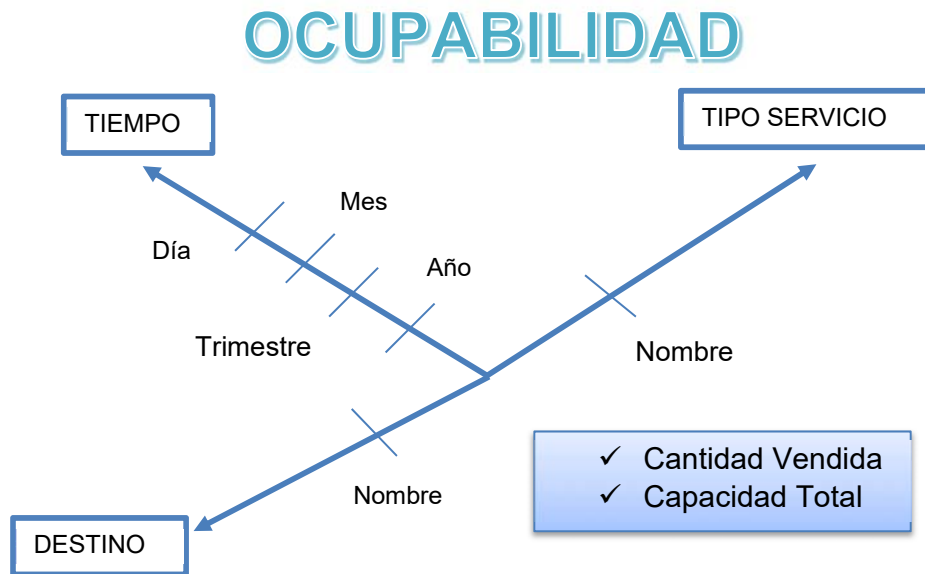 OCUPABILIDAD
TIEMPO
TIPO SERVICIO
Mes
Día
Año
Trimestre
Nombre
Nombre
✓ Cantidad Vendida
✓ Capacidad Total
DESTINO